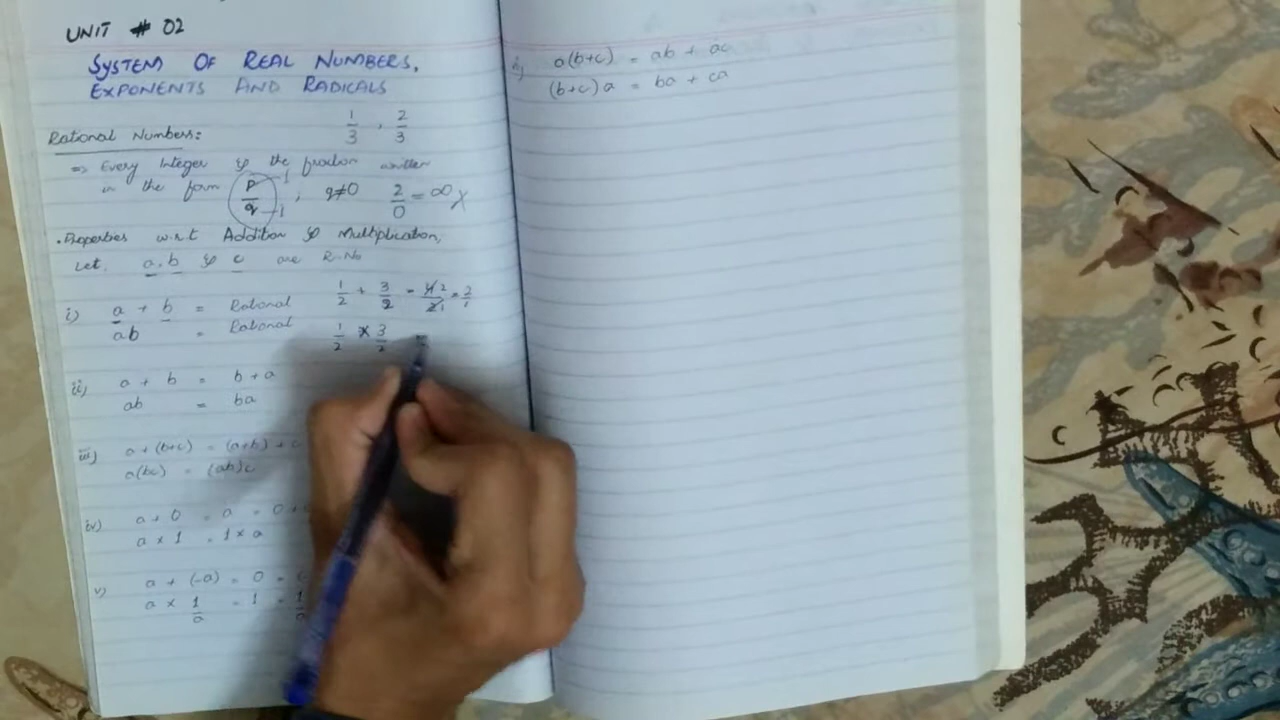 UNIT # 02
SYSTEM OF REAL NUMBERS,
EXPONENTS AND RADICALS
1/3 , 2/3
Rational Numbers:
=> Every Integer & the fraction written
in the form p/q ; q≠0 2/0 = ∞ X
. Properties w.r.t Addition & Multiplication,
Let a, b & c are R.No
i) a + b = Rational 1/2 + 3/2 = 4/2 = 2/1
ab = Rational 1/2 × 3/2 =
ii) a + b = b + a
ab = ba
iii) a + (b+c) = (a+b) + c
a(bc) = (ab)c
iv) a + 0 = a = 0 +
a × 1 = 1 × a
v) a + (-a) = 0 =
a × 1/a = 1 = 1/a
a(b+c) = ab + ac
(b+c)a = ba + ca